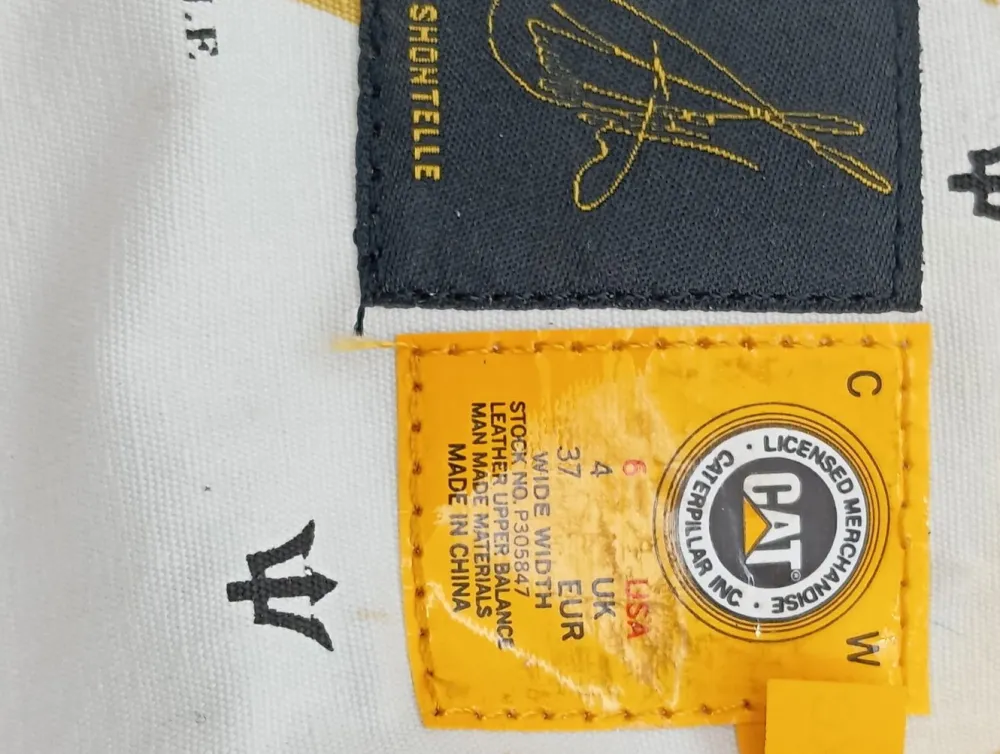 SHONTELLE
C W
LICENSED MERCHANDISE
CAT®
CATERPILLAR INC
6 USA
4 UK
37 EUR
WIDE WIDTH
STOCK NO. P305847
LEATHER UPPER BALANCE
MAN MADE MATERIALS
MADE IN CHINA